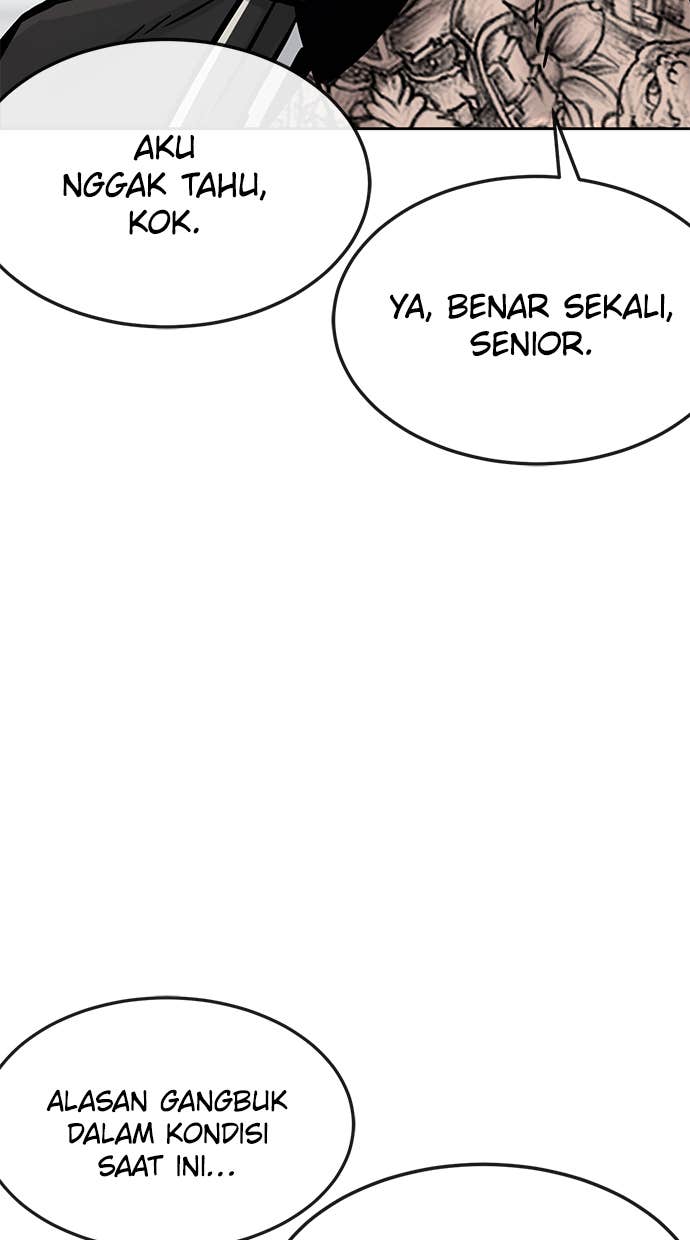 AKU
NGGAK TAHU,
KOK.
YA, BENAR SEKALI,
SENIOR.
ALASAN GANGBUK
DALAM KONDISI
SAAT INI...